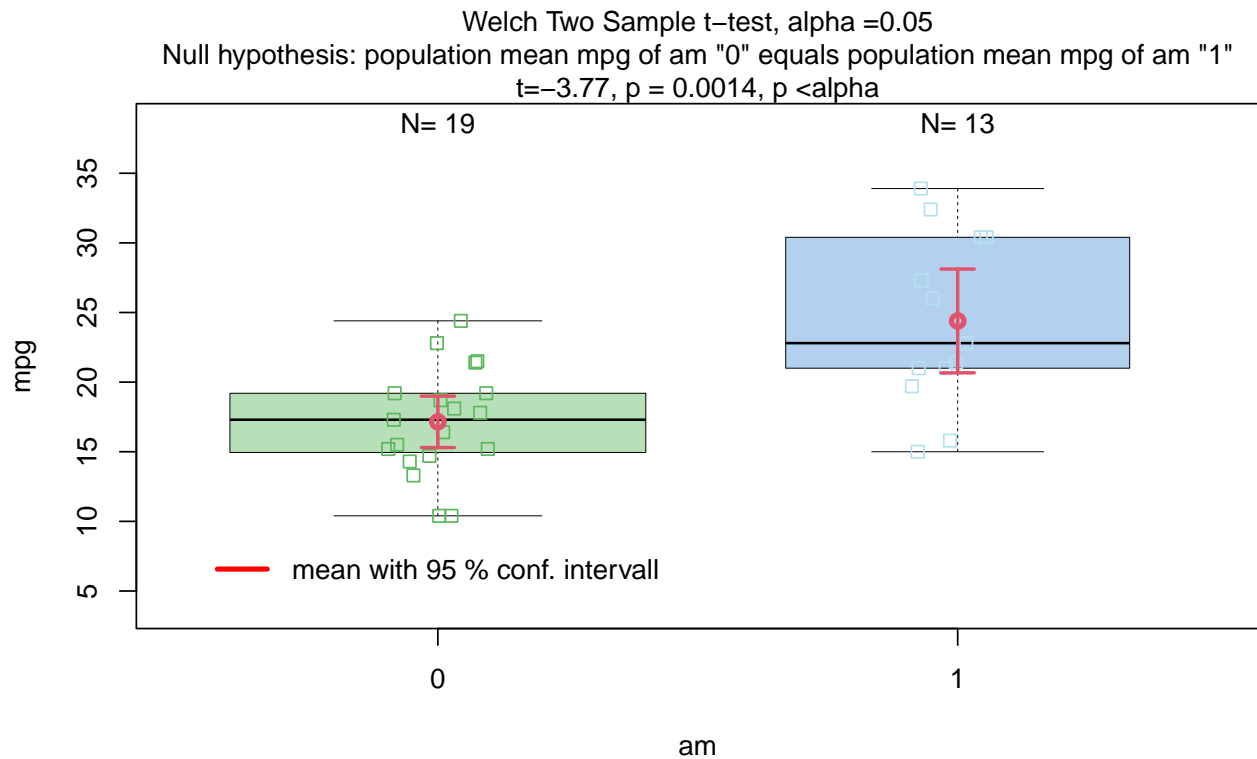 Welch Two Sample t−test, alpha =0.05
Null hypothesis: population mean mpg of am "0" equals population mean mpg of am "1"
t=−3.77, p = 0.0014, p <alpha
N= 19
N= 13
35
30
25
20
15
10
5
mpg
mean with 95 % conf. intervall
0
1
am